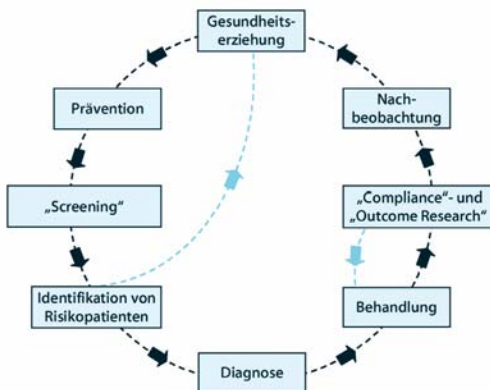 Gesundheits-
erziehung
Prävention
„Screening“
Identifikation von
Risikopatienten
Diagnose
Behandlung
„Compliance“- und
„Outcome Research“
Nach-
beobachtung